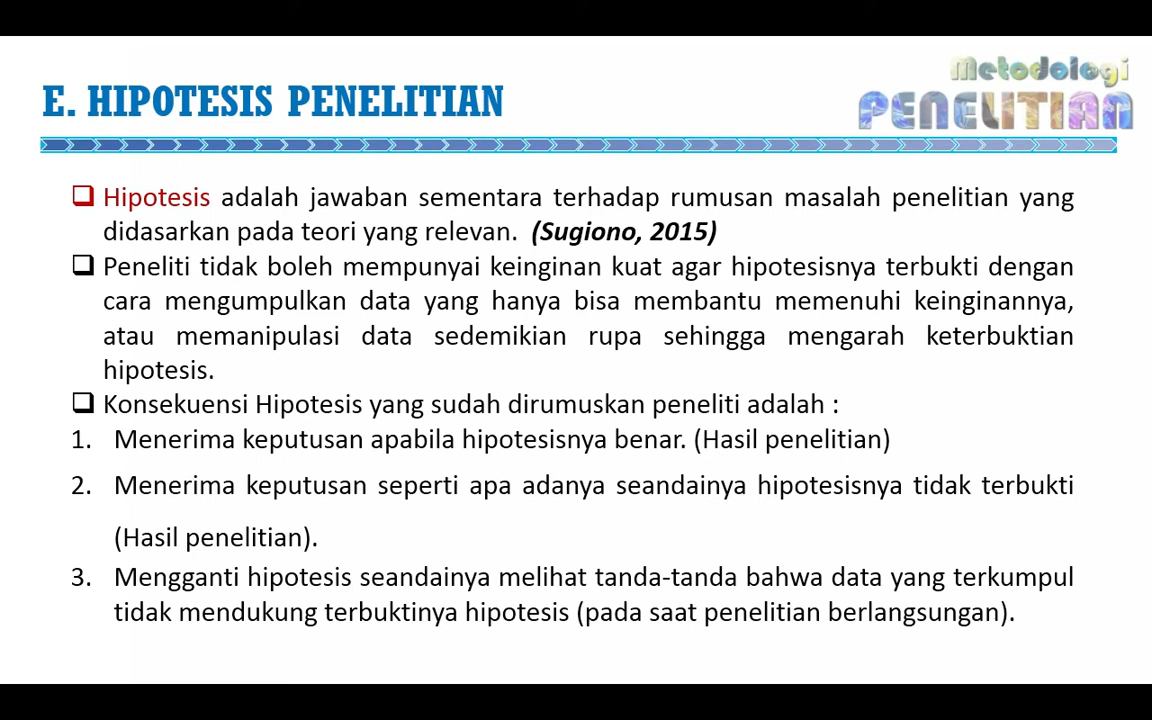 Metodologi
PENELITIAN
E. HIPOTESIS PENELITIAN
Hipotesis adalah jawaban sementara terhadap rumusan masalah penelitian yang
didasarkan pada teori yang relevan. (Sugiono, 2015)
Peneliti tidak boleh mempunyai keinginan kuat agar hipotesisnya terbukti dengan
cara mengumpulkan data yang hanya bisa membantu memenuhi keinginannya,
atau memanipulasi data sedemikian rupa sehingga mengarah keterbuktian
hipotesis.
Konsekuensi Hipotesis yang sudah dirumuskan peneliti adalah :
1. Menerima keputusan apabila hipotesisnya benar. (Hasil penelitian)
2. Menerima keputusan seperti apa adanya seandainya hipotesisnya tidak terbukti
(Hasil penelitian).
3. Mengganti hipotesis seandainya melihat tanda-tanda bahwa data yang terkumpul
tidak mendukung terbuktinya hipotesis (pada saat penelitian berlangsungan).